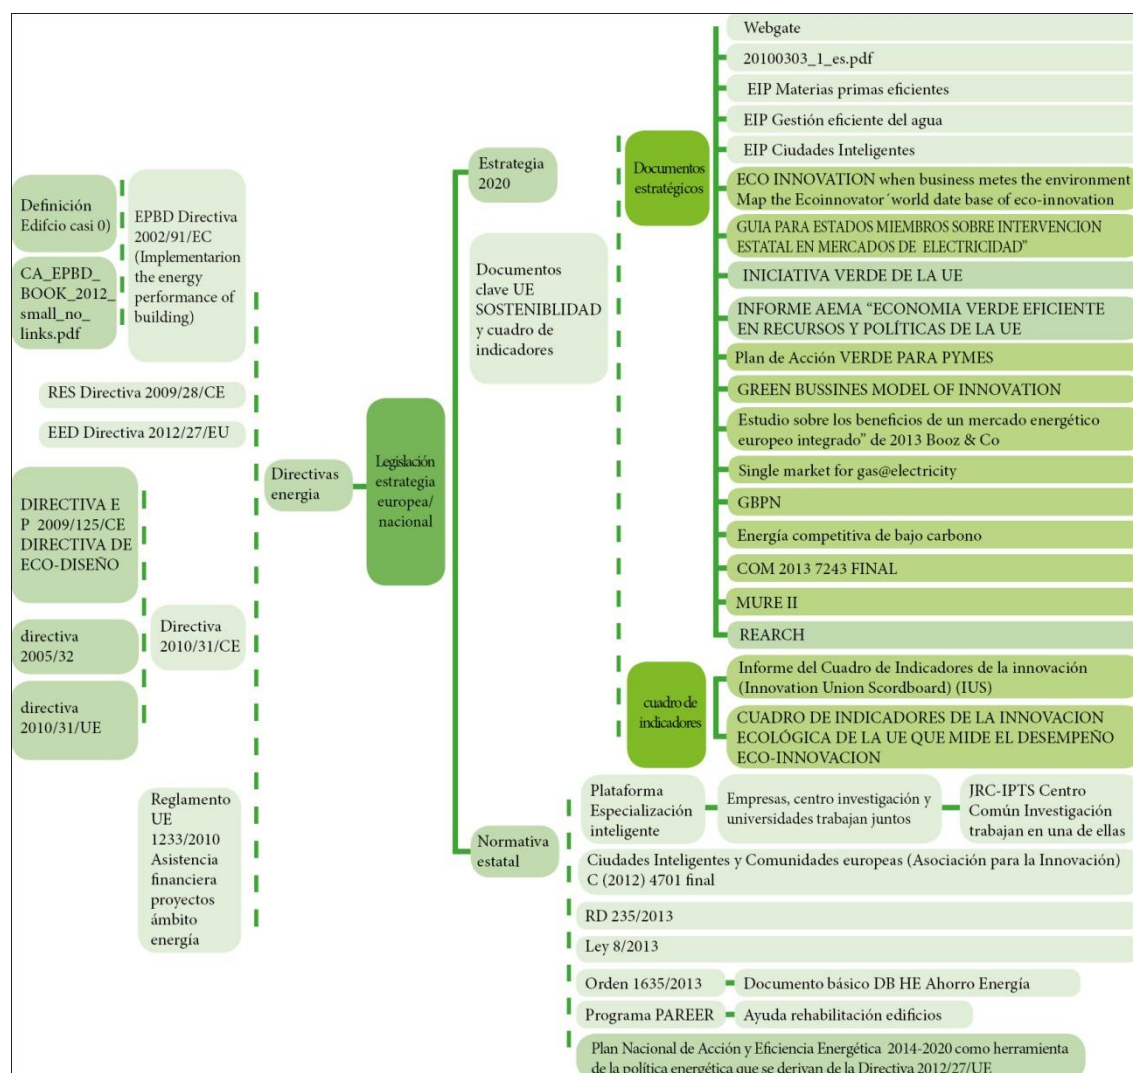 Definición
Edifcio casi 0)
CA_EPBD_
BOOK_2012_
small_no_
links.pdf
EPBD Directiva
2002/91/EC
(Implementarion
the energy
performance of
building)
RES Directiva 2009/28/CE
EED Directiva 2012/27/EU
DIRECTIVA E
P 2009/125/CE
DIRECTIVA DE
ECO-DISEÑO
directiva
2005/32
directiva
2010/31/UE
Directiva
2010/31/CE
Reglamento
UE
1233/2010
Asistencia
financiera
proyectos
ámbito
energía
Directivas
energia
Legislación
estrategia
europea/
nacional
Estrategia
2020
Documentos
clave UE
SOSTENIBLIDAD
y cuadro de
indicadores
Normativa
estatal
Documentos
estratégicos
Webgate
20100303_1_es.pdf
EIP Materias primas eficientes
EIP Gestión eficiente del agua
EIP Ciudades Inteligentes
ECO INNOVATION when business metes the environment
Map the Ecoinnovator´world date base of eco-innovation
GUIA PARA ESTADOS MIEMBROS SOBRE INTERVENCION
ESTATAL EN MERCADOS DE ELECTRICIDAD”
INICIATIVA VERDE DE LA UE
INFORME AEMA “ECONOMIA VERDE EFICIENTE
EN RECURSOS Y POLÍTICAS DE LA UE
Plan de Acción VERDE PARA PYMES
GREEN BUSSINES MODEL OF INNOVATION
Estudio sobre los beneficios de un mercado energético
europeo integrado” de 2013 Booz & Co
Single market for gas@electricity
GBPN
Energía competitiva de bajo carbono
COM 2013 7243 FINAL
MURE II
REARCH
cuadro de
indicadores
Informe del Cuadro de Indicadores de la innovación
(Innovation Union Scordboard) (IUS)
CUADRO DE INDICADORES DE LA INNOVACION
ECOLÓGICA DE LA UE QUE MIDE EL DESEMPEÑO
ECO-INNOVACION
Plataforma
Especialización
inteligente
Empresas, centro investigación y
universidades trabajan juntos
JRC-IPTS Centro
Común Investigación
trabajan en una de ellas
Ciudades Inteligentes y Comunidades europeas (Asociación para la Innovación)
C (2012) 4701 final
RD 235/2013
Ley 8/2013
Orden 1635/2013
Documento básico DB HE Ahorro Energía
Programa PAREER
Ayuda rehabilitación edificios
Plan Nacional de Acción y Eficiencia Energética 2014-2020 como herramienta
de la política energética que se derivan de la Directiva 2012/27/UE